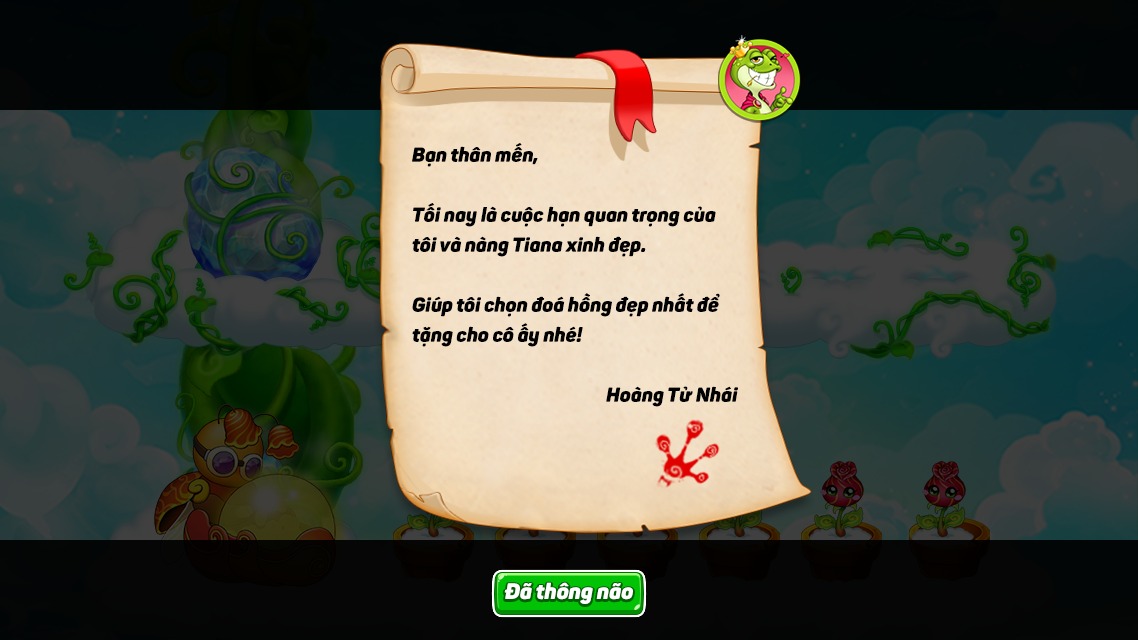 Bạn thân mến,
Tối nay là cuộc hạn quan trọng của
tôi và nàng Tiana xinh đẹp.
Giúp tôi chọn đoá hồng đẹp nhất để
tặng cho cô ấy nhé!
Hoàng Tử Nhái
Đã thông não